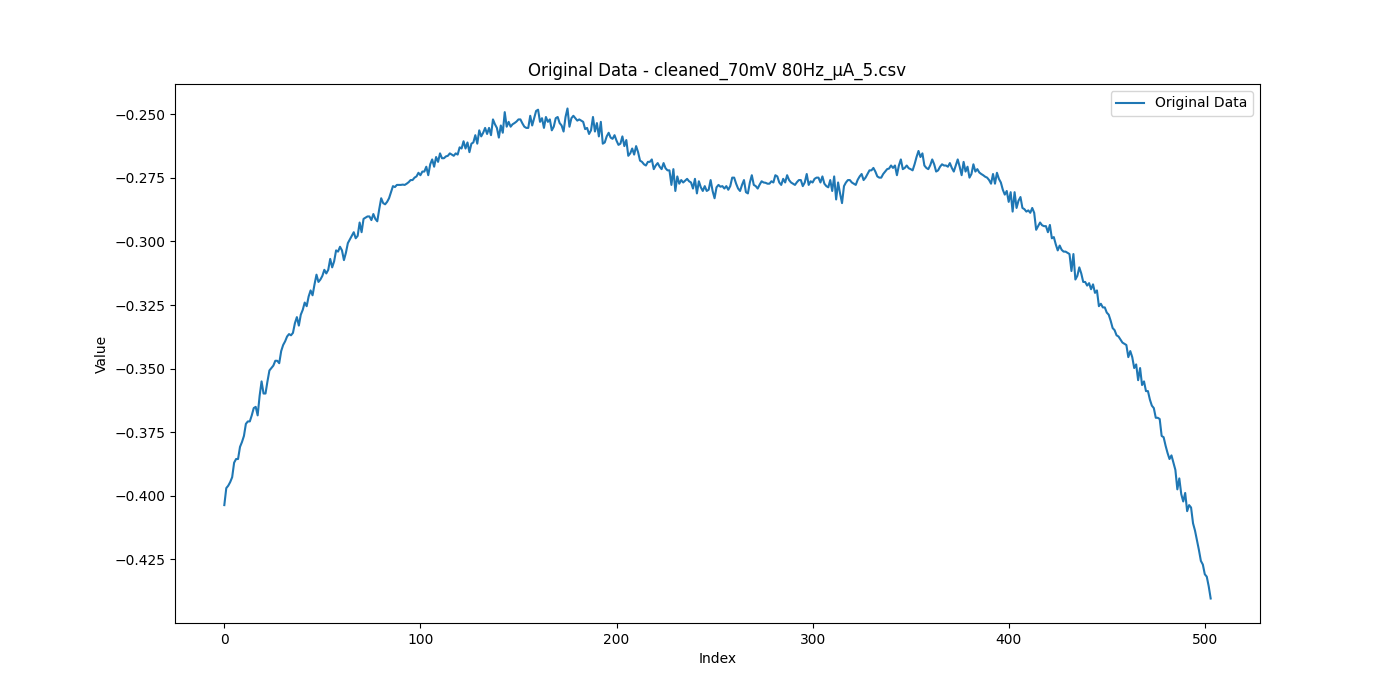 Original Data - cleaned_70mV 80Hz_μA_5.csv
Original Data
−0.250
−0.275
−0.300
−0.325
−0.350
−0.375
−0.400
−0.425
Value
0 100 200 300 400 500
Index